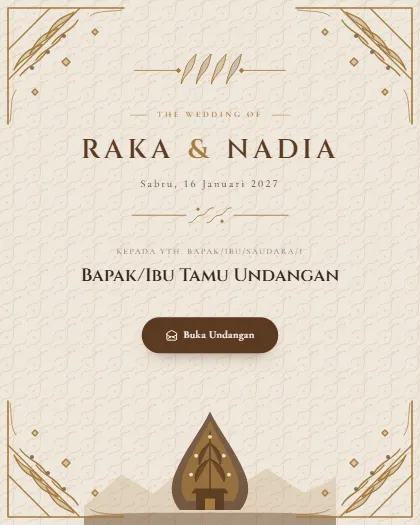 THE WEDDING OF
RAKA & NADIA
Sabtu, 16 Januari 2027
KEPADA YTH. BAPAK/IBU/SAUDARA/I
BAPAK/IBU TAMU UNDANGAN
Buka Undangan